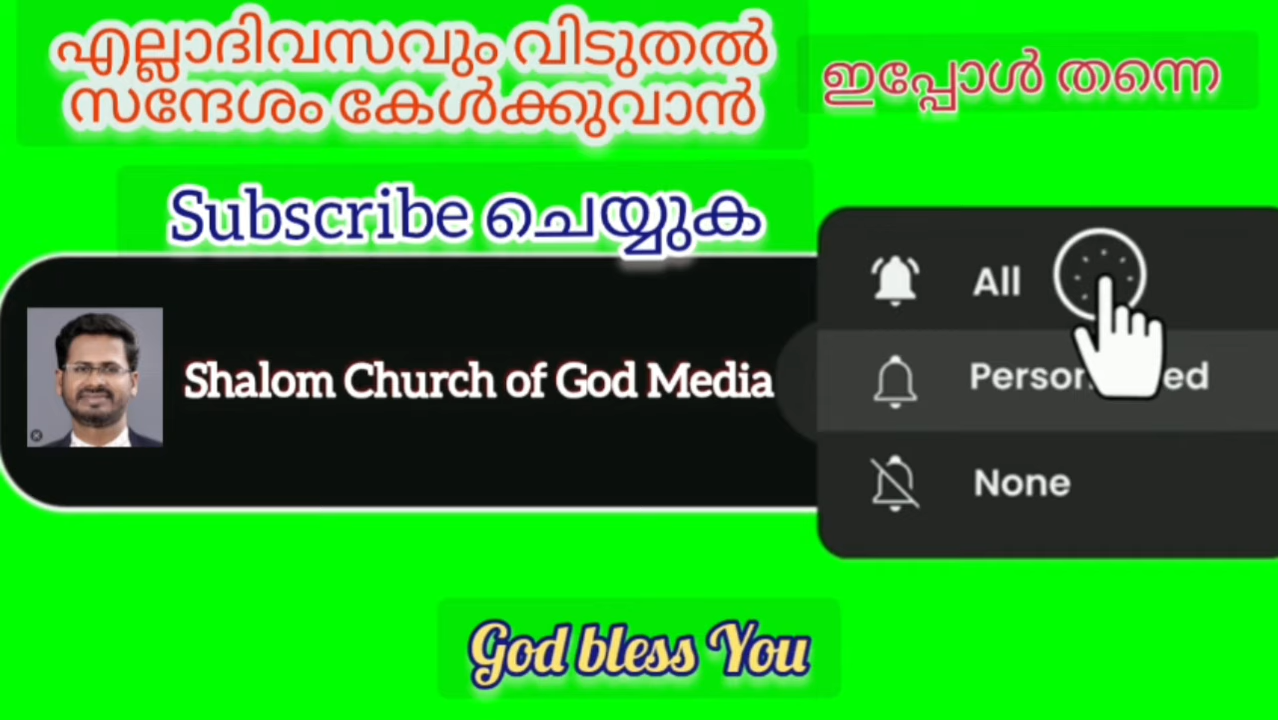 എല്ലാദിവസവും വിടുതൽ
സന്ദേശം കേൾക്കുവാൻ
ഇപ്പോൾ തന്നെ
Subscribe ചെയ്യുക
Shalom Church of God Media
All
None
God bless You